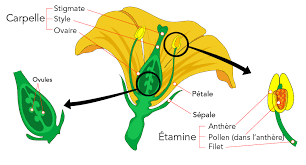 Stigmate
Carpelle
Style
Ovaire
Ovules
Pétale
Sépale
Anthère
Étamine
Pollen (dans l'anthère)
Filet